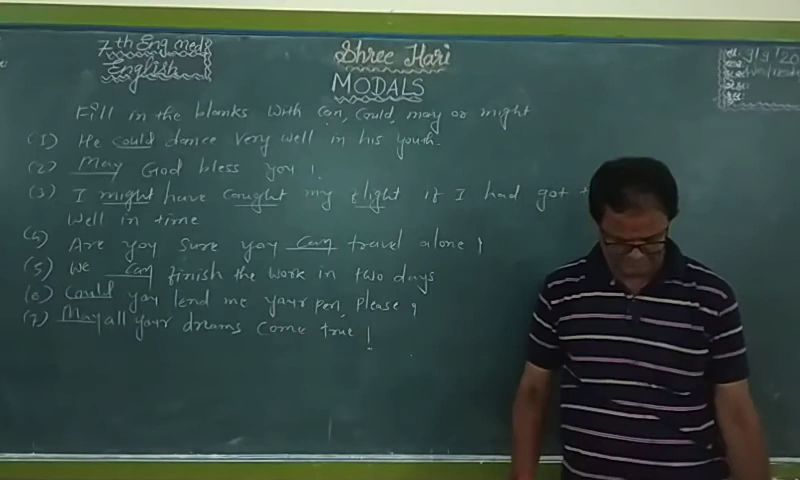 7th Eng med
English
Shree Hari
MODALS
Fill in the blanks with can, could, may or might
(1) He could dance very well in his youth.
(2) May God bless you!
(3) I might have caught my flight if I had got
well in time
(4) Are you sure you can travel alone?
(5) We can finish the work in two days
(6) Could you lend me your pen, please?
(7) May all your dreams come true!